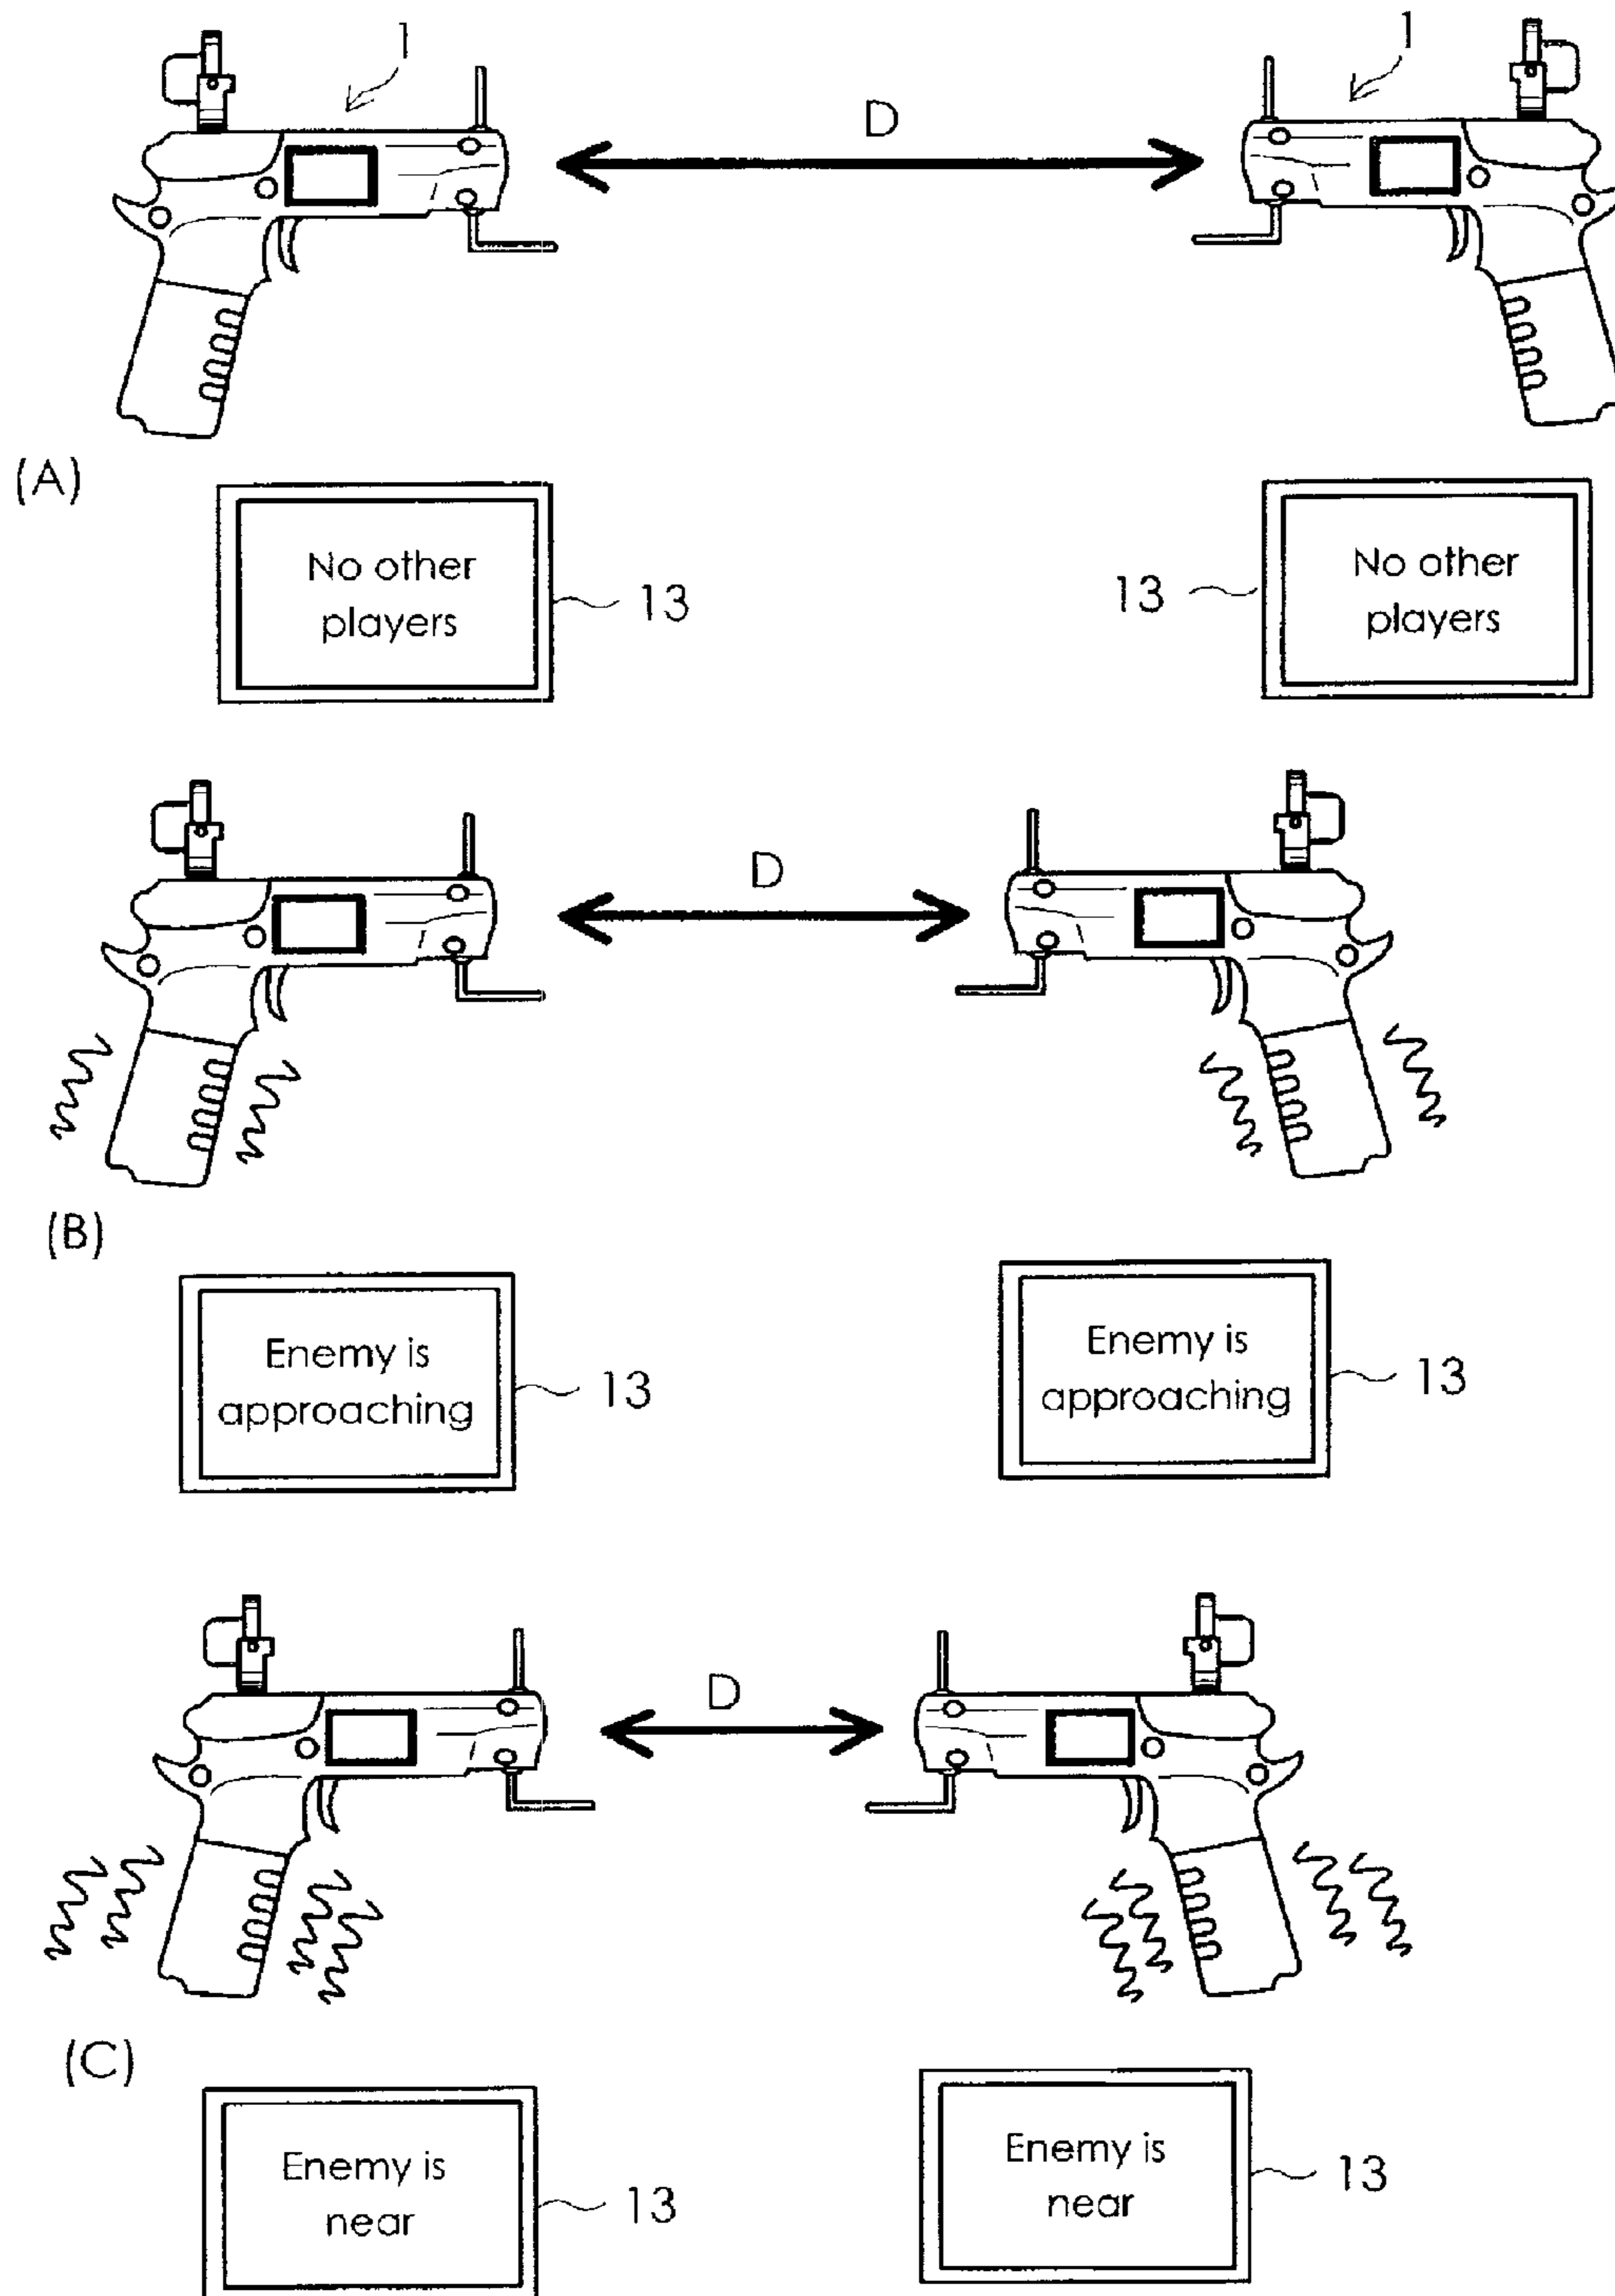 1
1
D
(A)
No other
players
13
13
No other
players
D
(B)
Enemy is
approaching
13
Enemy is
approaching
13
D
(C)
Enemy is
near
13
Enemy is
near
13